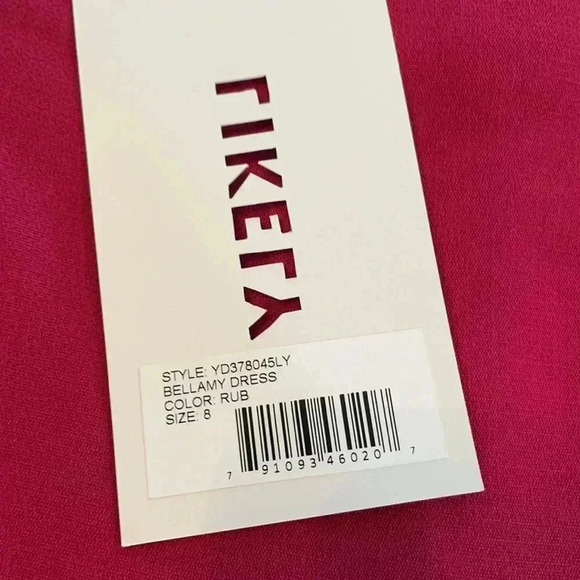 LIKELY
STYLE: YD378045LY
BELLAMY DRESS
COLOR: RUB
SIZE: 8
7 91093 46020 7